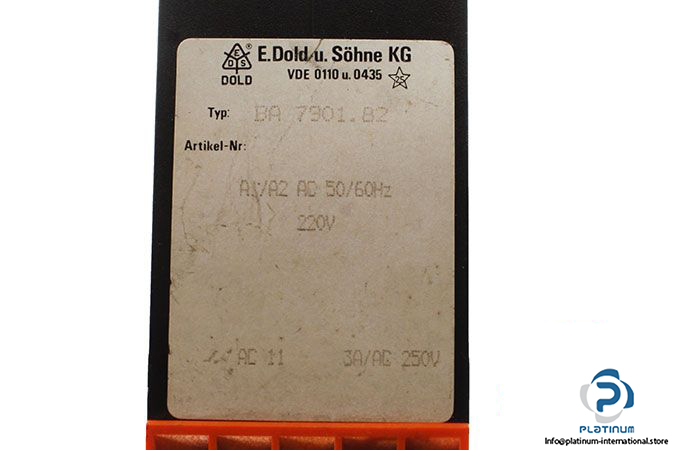 E
D S
®
DOLD
E.Dold u. Söhne KG
VDE 0110 u. 0435 25
Typ: BA 7901.82
Artikel-Nr:
A1/A2 AC 50/60Hz
220V
AC 11 3A/AC 250V
PLATINUM
Info@platinum-international.store